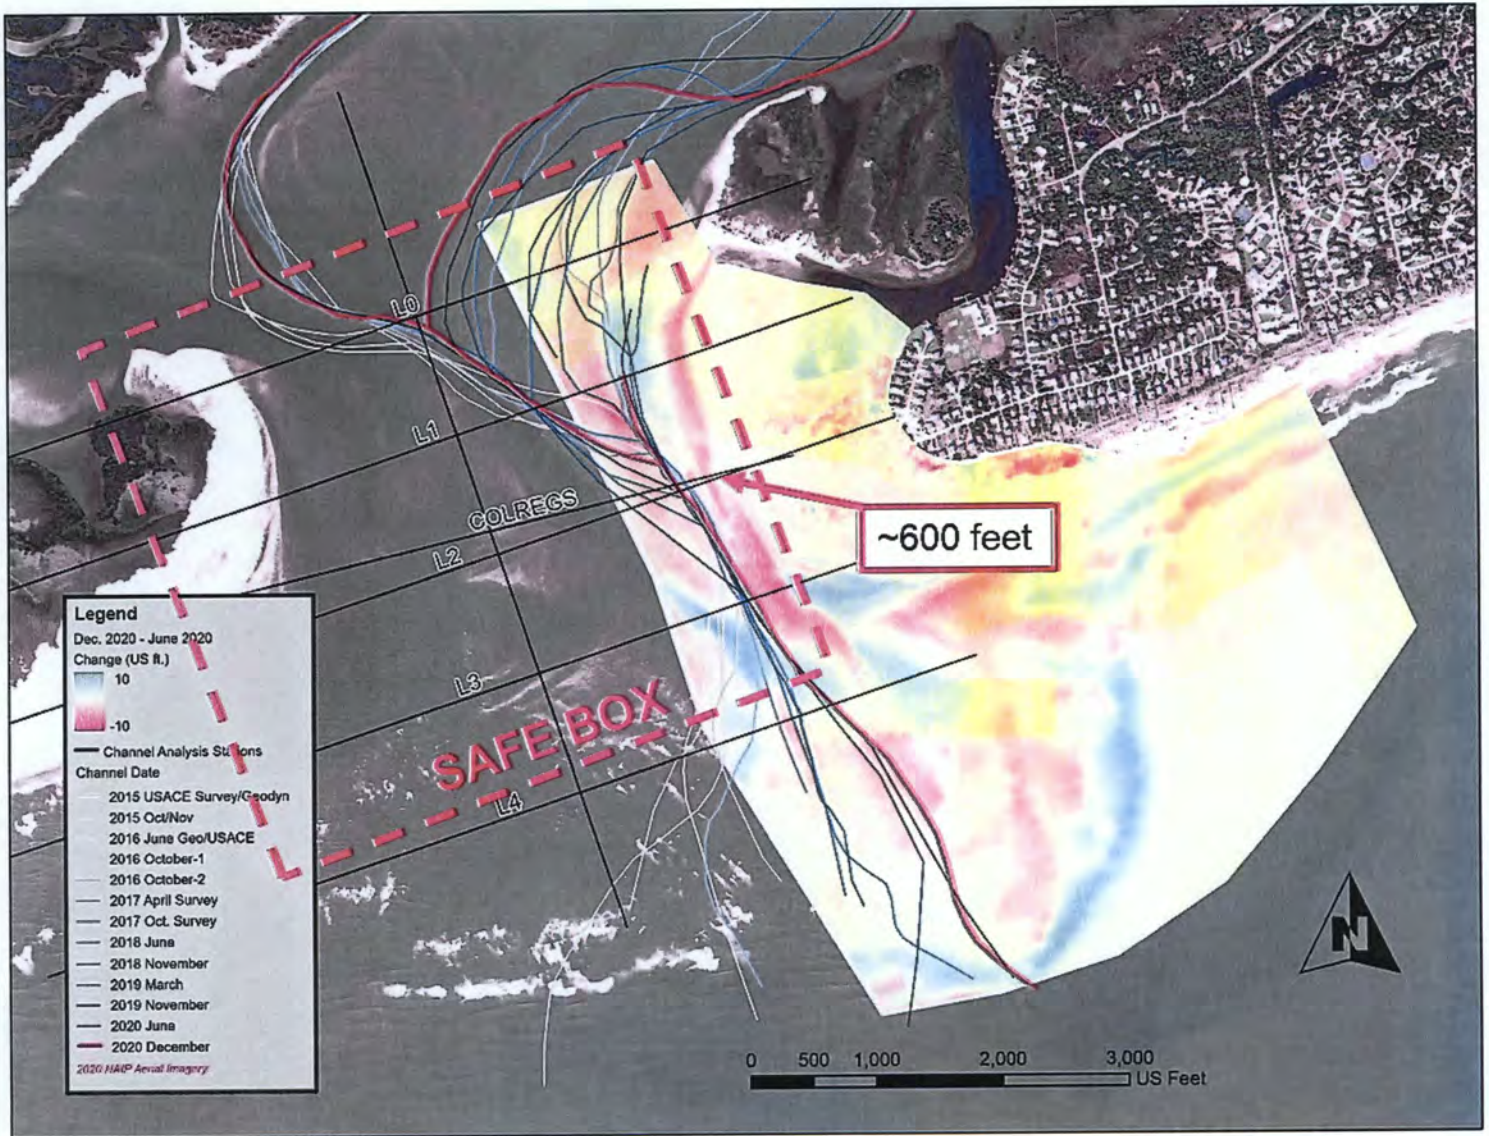 L0
L1
COLREGS
L2
~600 feet
L3
SAFE BOX
L4
Legend
Dec. 2020 - June 2020
Change (US ft.)
10
-10
Channel Analysis Stations
Channel Date
2015 USACE Survey/Geodyn
2015 Oct/Nov
2016 June Geo/USACE
2016 October-1
2016 October-2
2017 April Survey
2017 Oct. Survey
2018 June
2018 November
2019 March
2019 November
2020 June
2020 December
2020 NAIP Aerial Imagery
N
0 500 1,000 2,000 3,000
US Feet